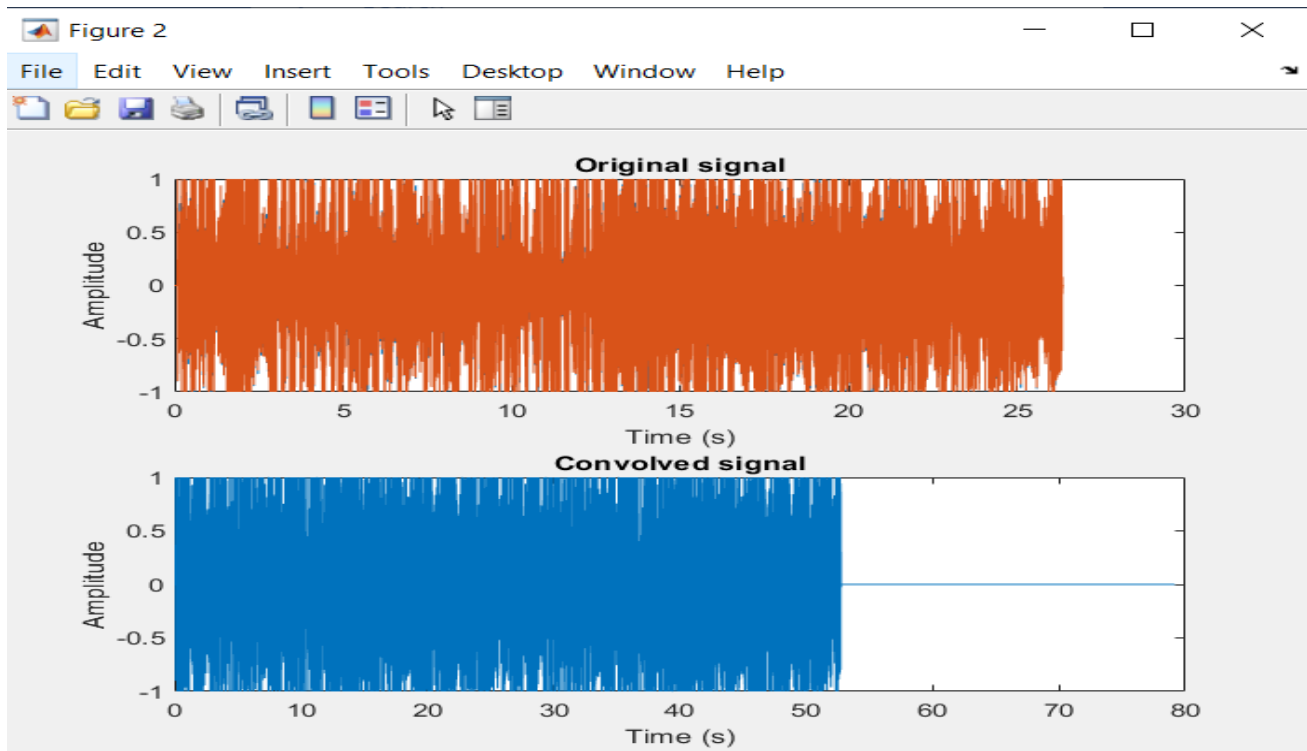 Figure 2
File Edit View Insert Tools Desktop Window Help
Original signal
1
0.5
0
-0.5
-1
Amplitude
0 5 10 15 20 25 30
Time (s)
Convolved signal
1
0.5
0
-0.5
-1
Amplitude
0 10 20 30 40 50 60 70 80
Time (s)